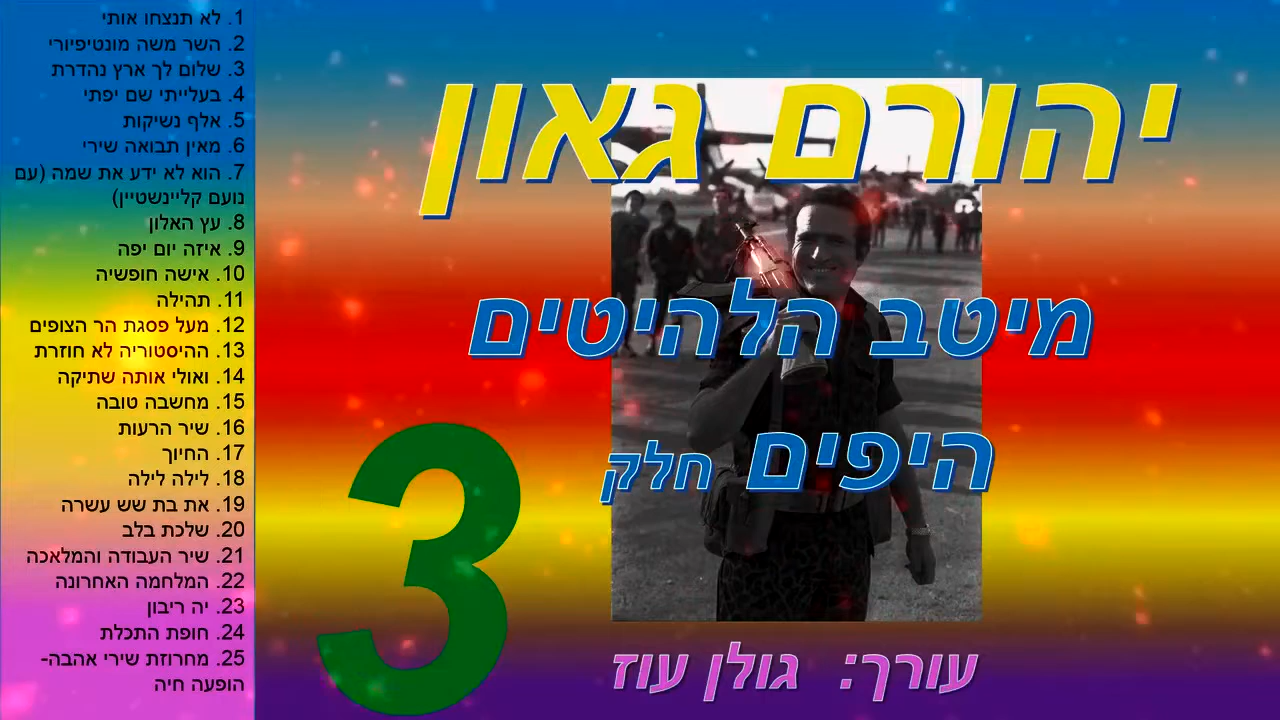 יהורם גאון
מיטב הלהיטים
היפים חלק
3
עורך: גולן עוז
1. לא תנצחו אותי
2. השר משה מונטיפיורי
3. שלום לך ארץ נהדרת
4. בעלייתי שם יפתי
5. אלף נשיקות
6. מאין תבואה שירי
7. הוא לא ידע את שמה (עם
נועם קליינשטיין)
8. עץ האלון
9. איזה יום יפה
10. אישה חופשיה
11. תהילה
12. מעל פסגת הר הצופים
13. ההיסטוריה לא חוזרת
14. ואולי אותה שתיקה
15. מחשבה טובה
16. שיר הרעות
17. החיוך
18. לילה לילה
19. את בת שש עשרה
20. שלכת בלב
21. שיר העבודה והמלאכה
22. המלחמה האחרונה
23. יה ריבון
24. חופת התכלת
25. מחרוזת שירי אהבה-
הופעה חיה